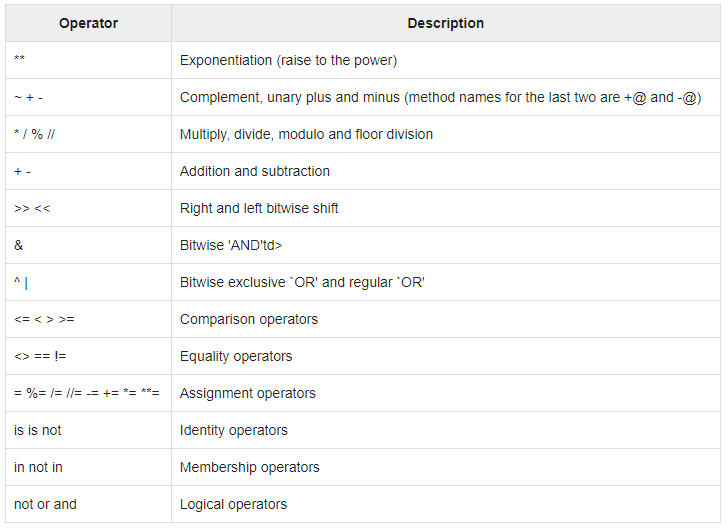 Operator Description
** Exponentiation (raise to the power)
~ + - Complement, unary plus and minus (method names for the last two are +@ and -@)
* / % // Multiply, divide, modulo and floor division
+ - Addition and subtraction
>> << Right and left bitwise shift
& Bitwise 'AND'td>
^ | Bitwise exclusive `OR' and regular `OR'
<= < > >= Comparison operators
<> == != Equality operators
= %= /= //= -= += *= **= Assignment operators
is is not Identity operators
in not in Membership operators
not or and Logical operators